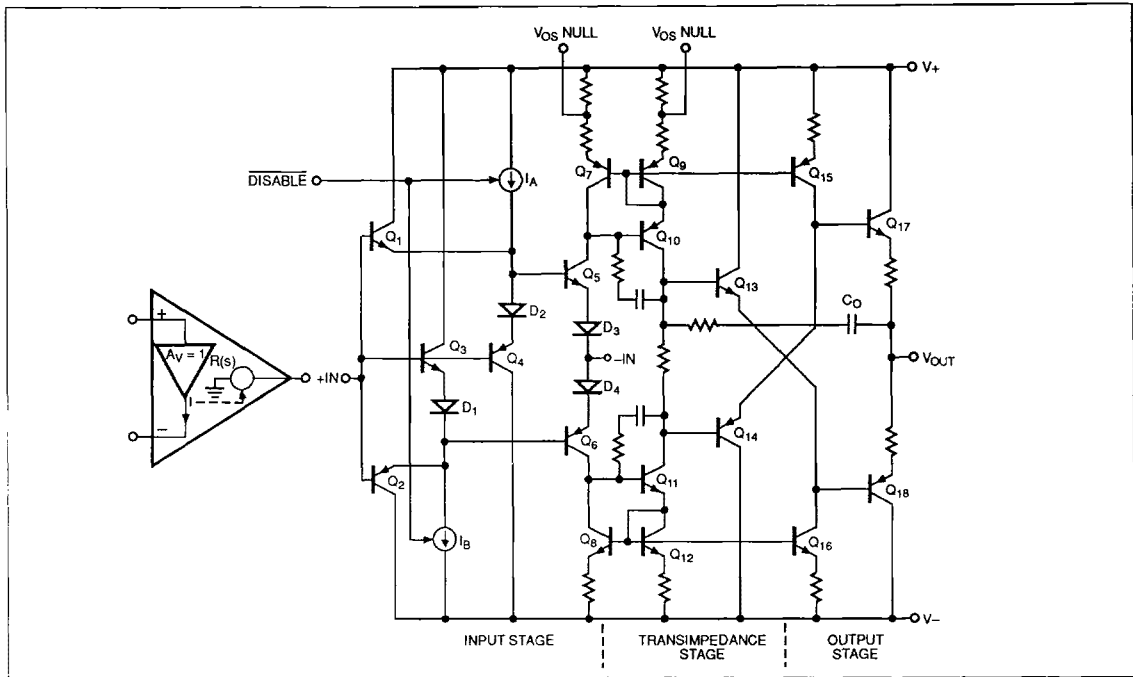 VOS NULL
VOS NULL
V+
Q7
Q9
Q15
DISABLE
IA
Q1
Q10
Q17
Q5
Q13
D2
D3
CO
+
AV = 1
R(s)
+IN
Q3
Q4
–IN
VOUT
D1
D4
–
Q6
Q14
Q2
Q11
Q18
IB
Q8
Q12
Q16
V–
INPUT STAGE
TRANSIMPEDANCE
STAGE
OUTPUT
STAGE